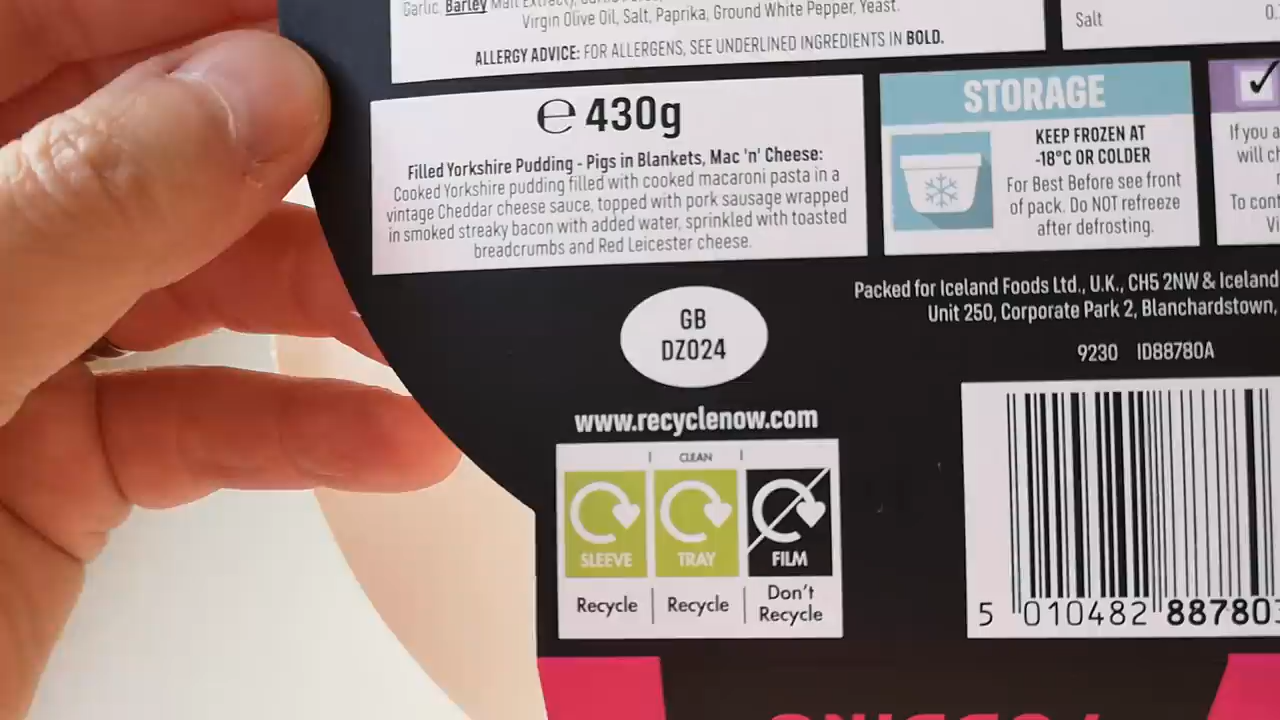 Garlic, Barley Malt Extract),
Virgin Olive Oil, Salt, Paprika, Ground White Pepper, Yeast.
ALLERGY ADVICE: FOR ALLERGENS, SEE UNDERLINED INGREDIENTS IN BOLD.
Salt
0.
℮ 430g
Filled Yorkshire Pudding - Pigs in Blankets, Mac 'n' Cheese:
Cooked Yorkshire pudding filled with cooked macaroni pasta in a
vintage Cheddar cheese sauce, topped with pork sausage wrapped
in smoked streaky bacon with added water, sprinkled with toasted
breadcrumbs and Red Leicester cheese.
STORAGE
KEEP FROZEN AT
-18°C OR COLDER
For Best Before see front
of pack. Do NOT refreeze
after defrosting.
If you a
will ch
To cont
Packed for Iceland Foods Ltd., U.K., CH5 2NW & Iceland
Unit 250, Corporate Park 2, Blanchardstown,
9230 ID88780A
GB
DZ024
www.recyclenow.com
CLEAN
SLEEVE TRAY FILM
Recycle Recycle Don't
Recycle
5 010482 887803